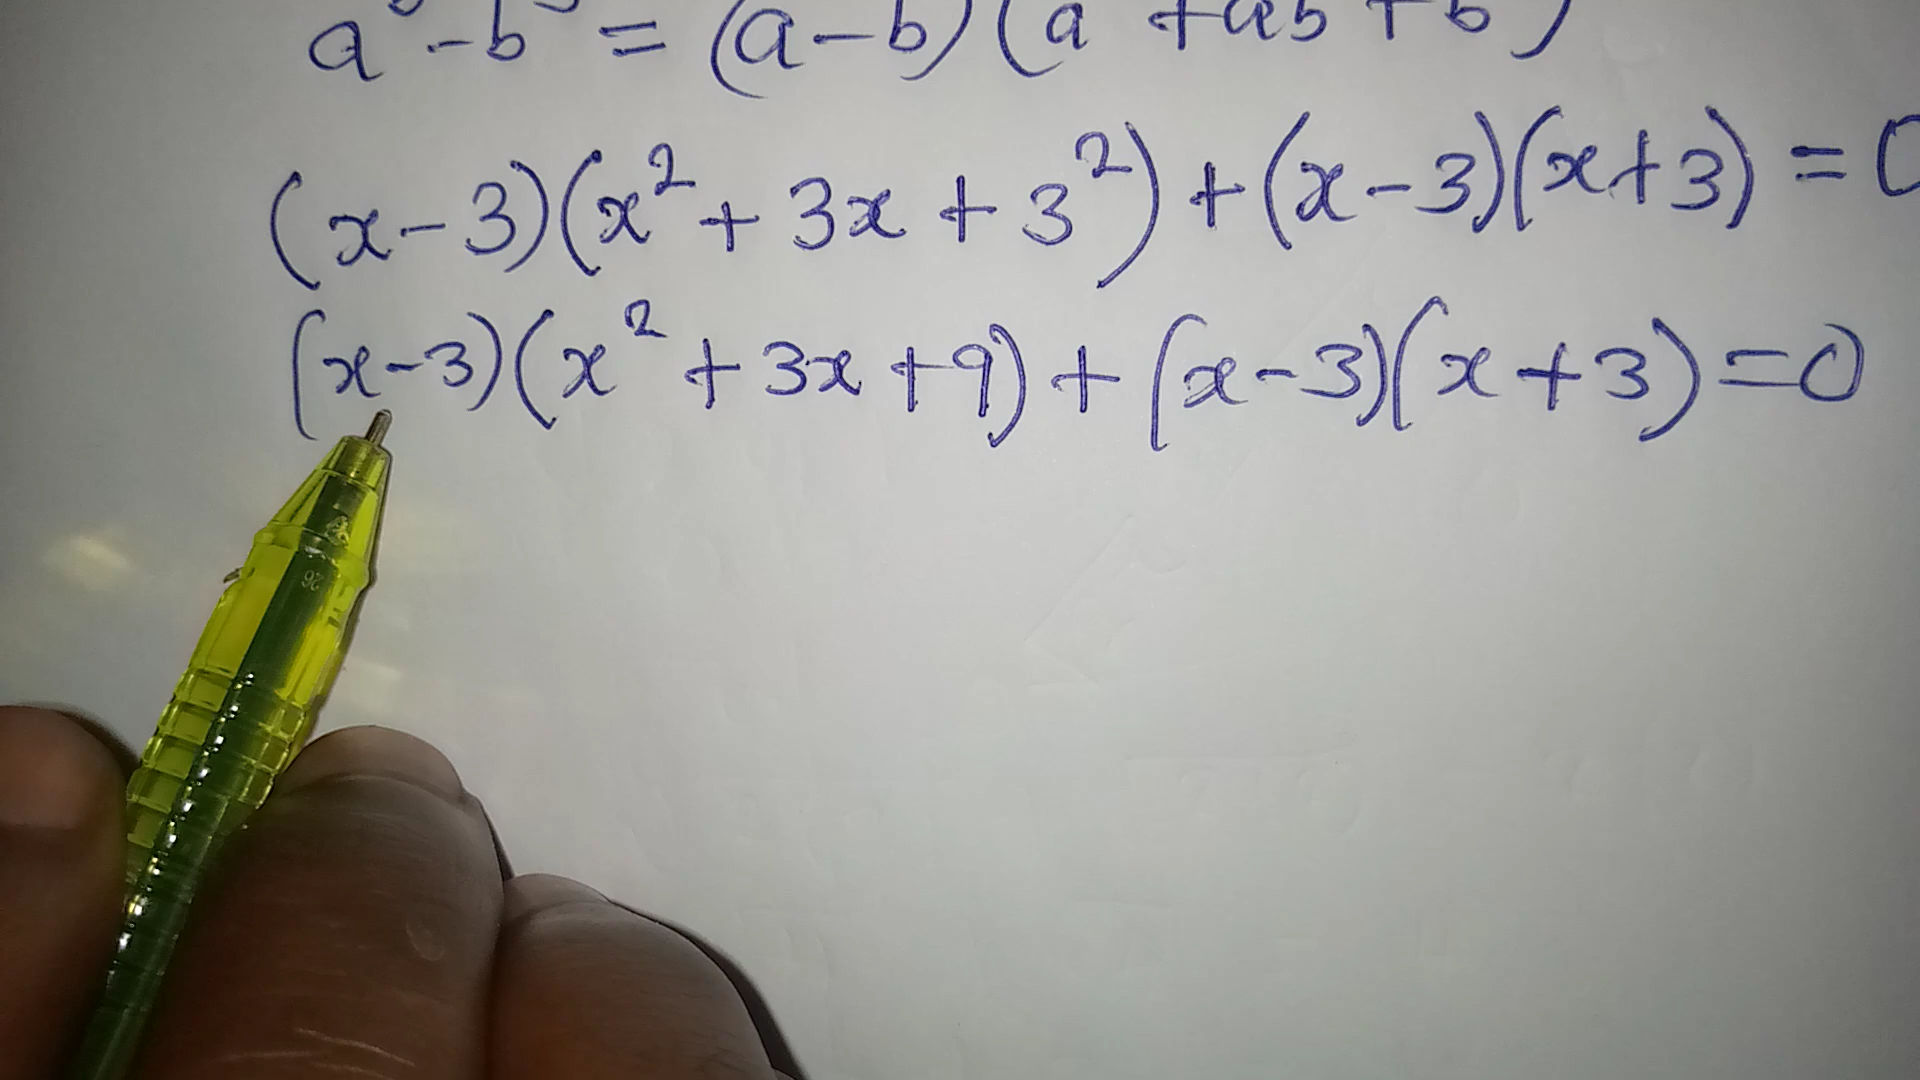 a³-b³ = (a-b)(a²+ab+b²)
(x-3)(x²+3x+3²)+(x-3)(x+3)=0
(x-3)(x²+3x+9)+(x-3)(x+3)=0
26